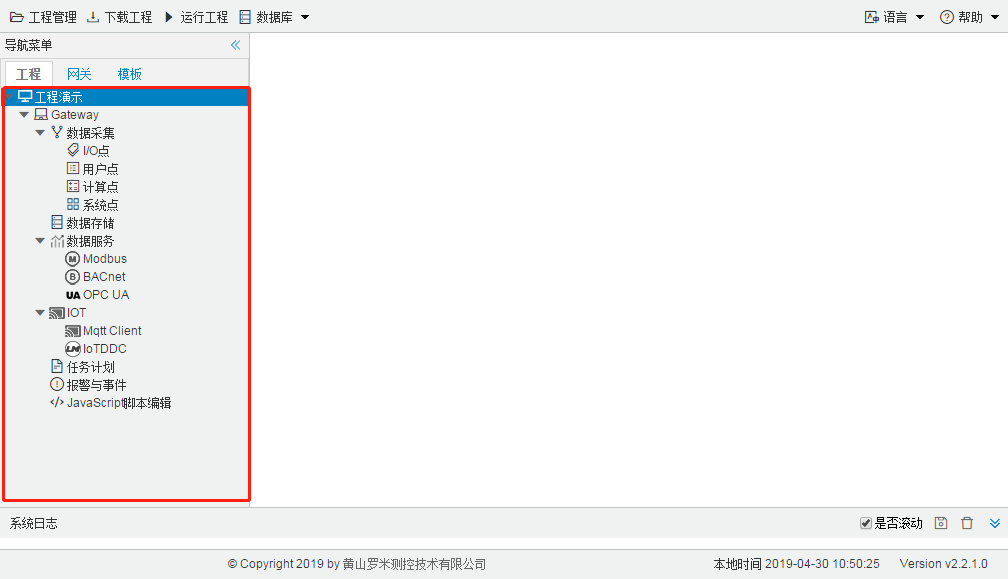 工程管理 下载工程 运行工程 数据库 语言 帮助
导航菜单
工程 网关 模板
工程演示
Gateway
数据采集
I/O点
用户点
计算点
系统点
数据存储
数据服务
M Modbus
B BACnet
UA OPC UA
IOT
Mqtt Client
IoTDDC
任务计划
报警与事件
</> JavaScript脚本编辑
系统日志 是否滚动
© Copyright 2019 by 黄山罗米测控技术有限公司 本地时间 2019-04-30 10:50:25 Version v2.2.1.0